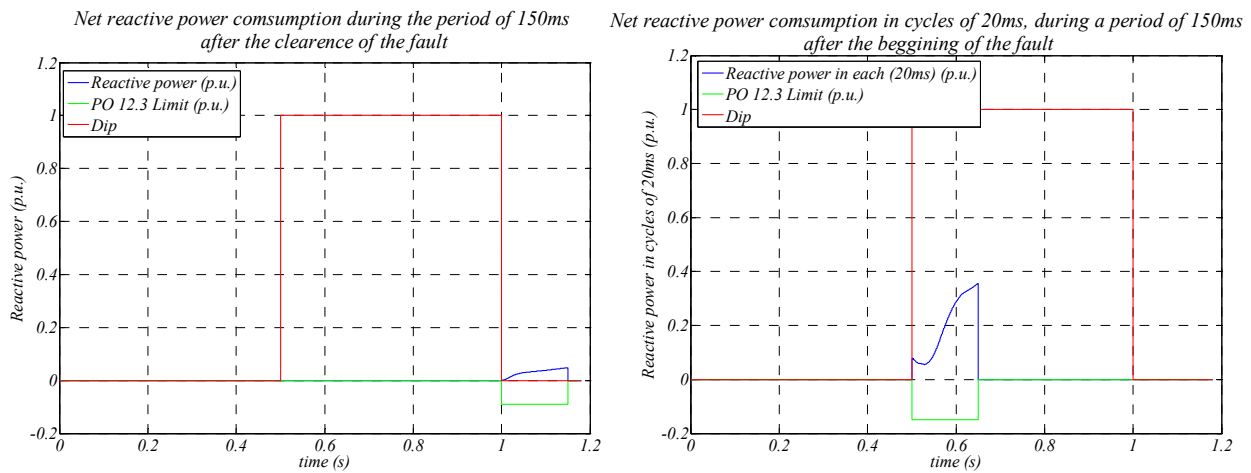 Net reactive power comsumption during the period of 150ms
after the clearence of the fault
1.2
1
0.8
0.6
0.4
0.2
0
-0.2
Reactive power (p.u.)
Reactive power (p.u.)
PO 12.3 Limit (p.u.)
Dip
0 0.2 0.4 0.6 0.8 1 1.2
time (s)
Net reactive power comsumption in cycles of 20ms, during a period of 150ms
after the beggining of the fault
1.2
1
0.8
0.6
0.4
0.2
0
-0.2
Reactive power in cycles of 20ms (p.u.)
Reactive power in each (20ms) (p.u.)
PO 12.3 Limit (p.u.)
Dip
0 0.2 0.4 0.6 0.8 1 1.2
time (s)